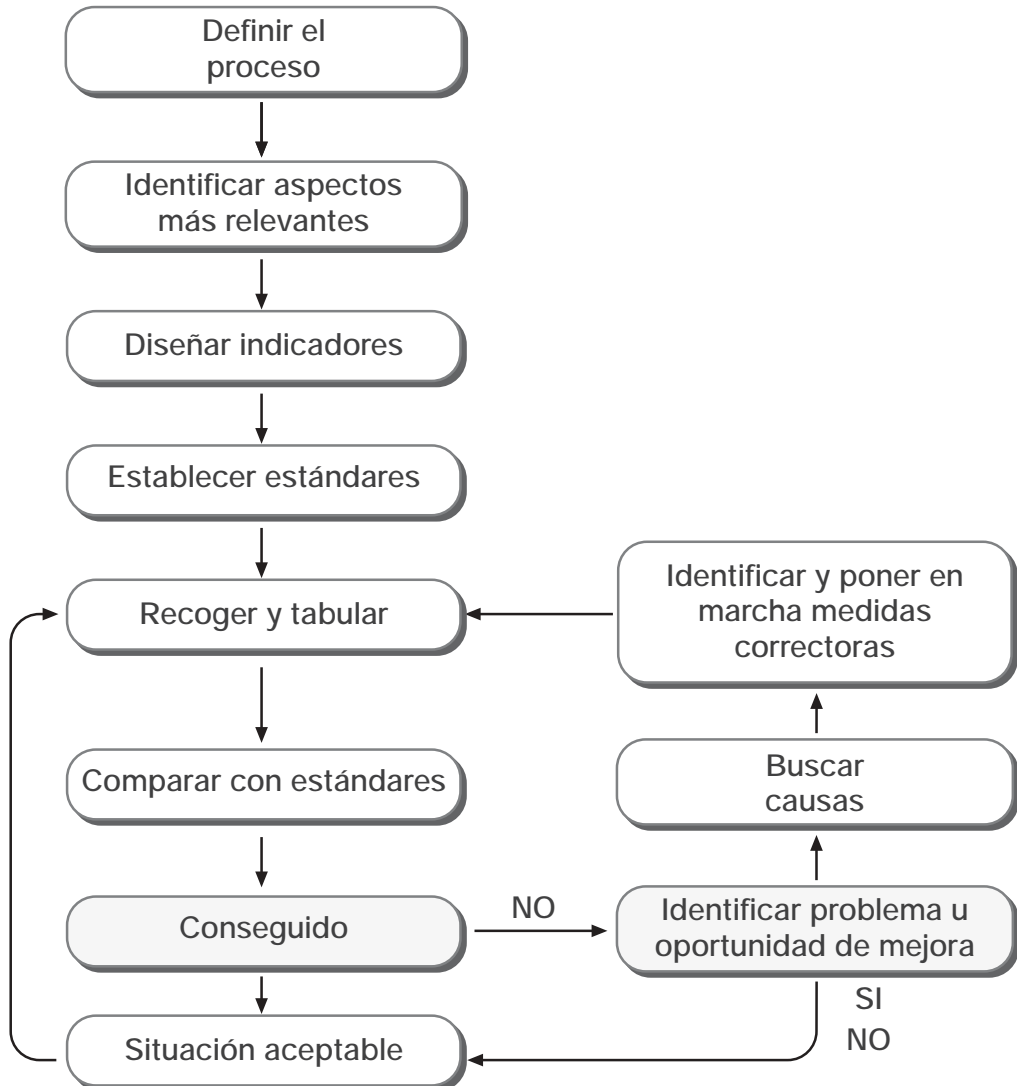 Definir el
proceso
Identificar aspectos
más relevantes
Diseñar indicadores
Establecer estándares
Recoger y tabular
Identificar y poner en
marcha medidas
correctoras
Comparar con estándares
Buscar
causas
Conseguido
NO
Identificar problema u
oportunidad de mejora
SI
NO
Situación aceptable